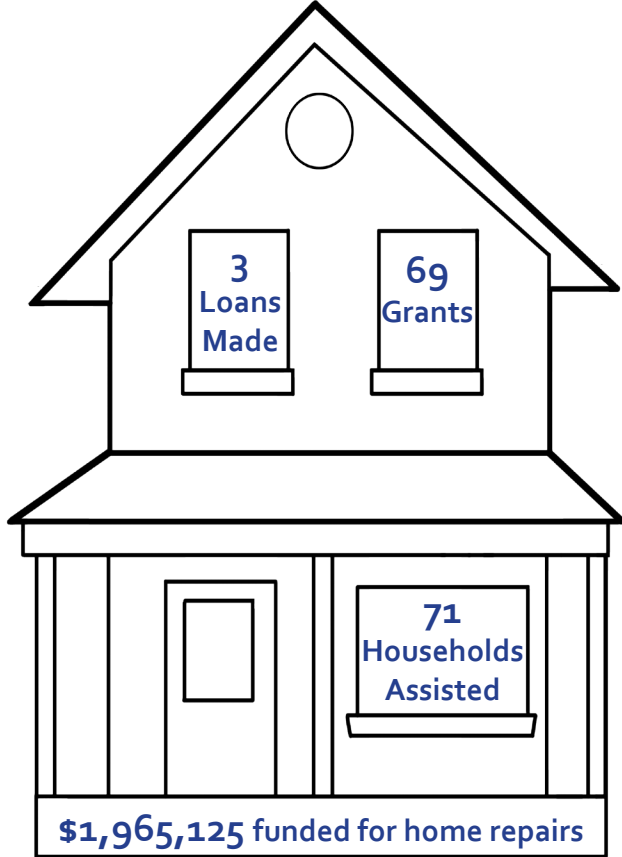 3
Loans
Made
69
Grants
71
Households
Assisted
$1,965,125 funded for home repairs